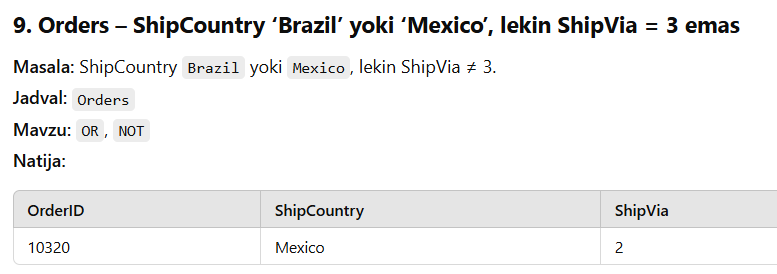 9. Orders – ShipCountry ‘Brazil’ yoki ‘Mexico’, lekin ShipVia = 3 emas
Masala: ShipCountry Brazil yoki Mexico, lekin ShipVia ≠ 3.
Jadval: Orders
Mavzu: OR, NOT
Natija:
OrderID ShipCountry ShipVia
10320 Mexico 2